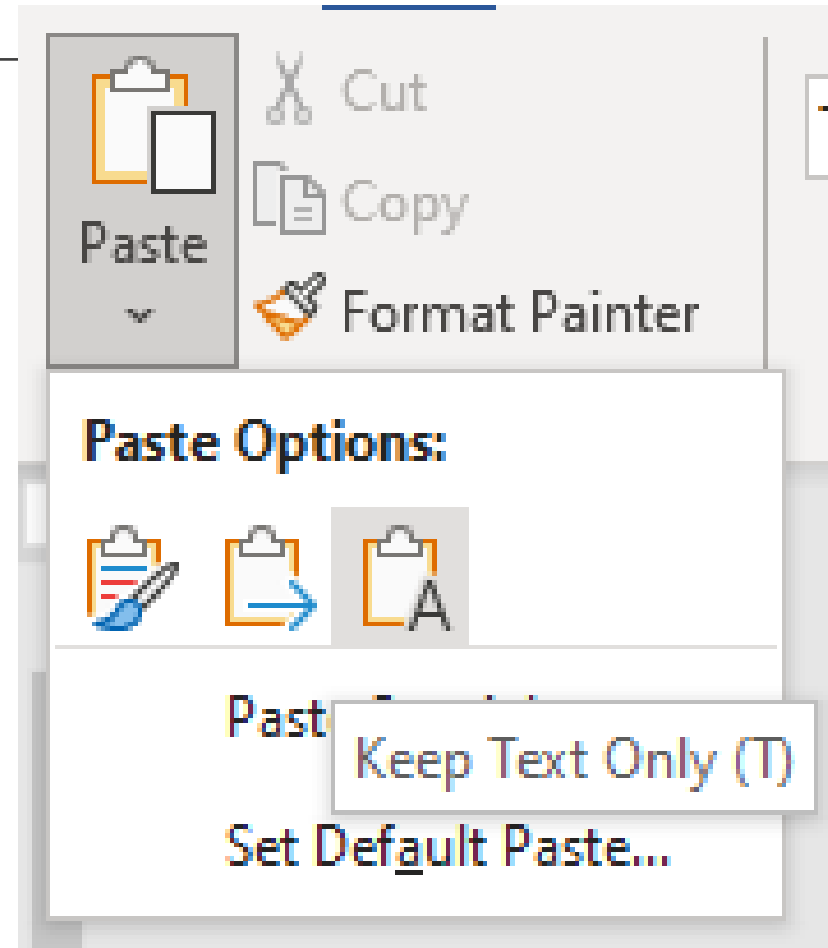 Cut
Copy
Paste
Format Painter
Paste Options:
A
Keep Text Only (T)
Set Default Paste...